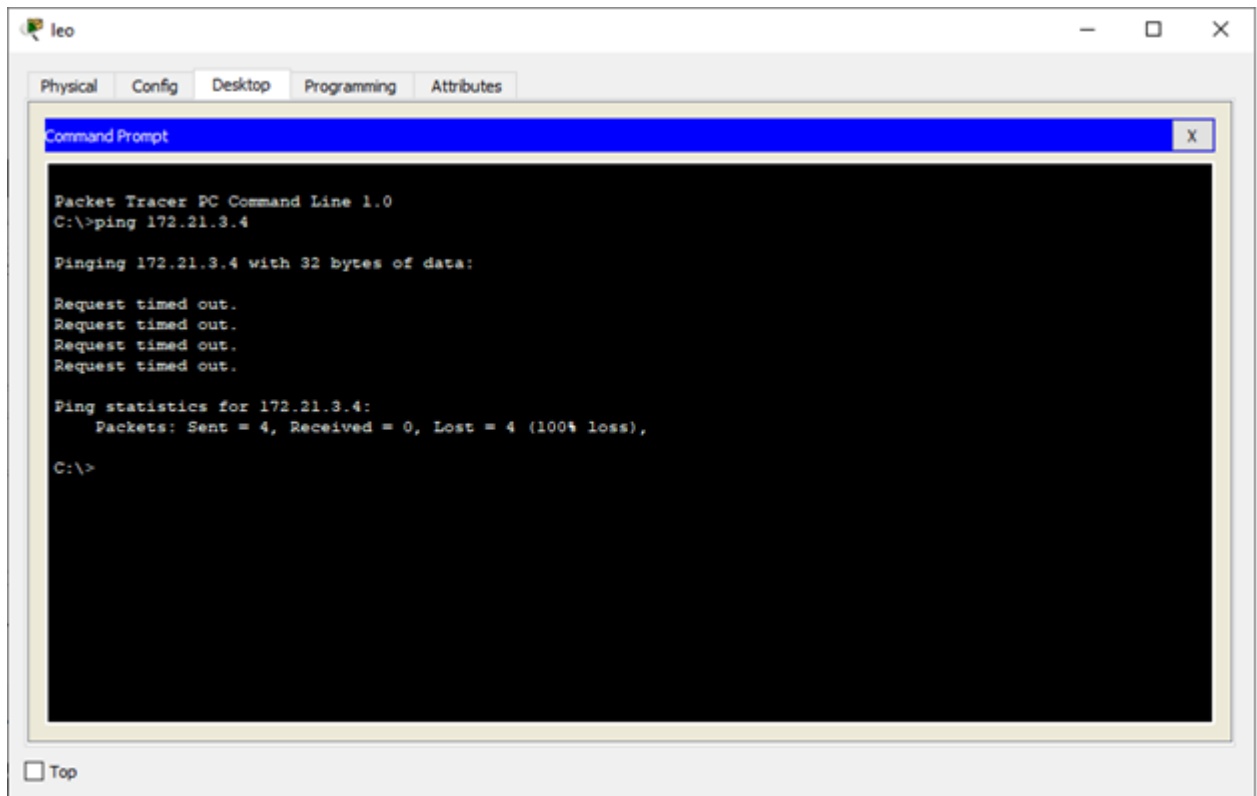 leo
Physical Config Desktop Programming Attributes
Command Prompt X
Packet Tracer PC Command Line 1.0
C:\>ping 172.21.3.4
Pinging 172.21.3.4 with 32 bytes of data:
Request timed out.
Request timed out.
Request timed out.
Request timed out.
Ping statistics for 172.21.3.4:
Packets: Sent = 4, Received = 0, Lost = 4 (100% loss),
C:\>
Top